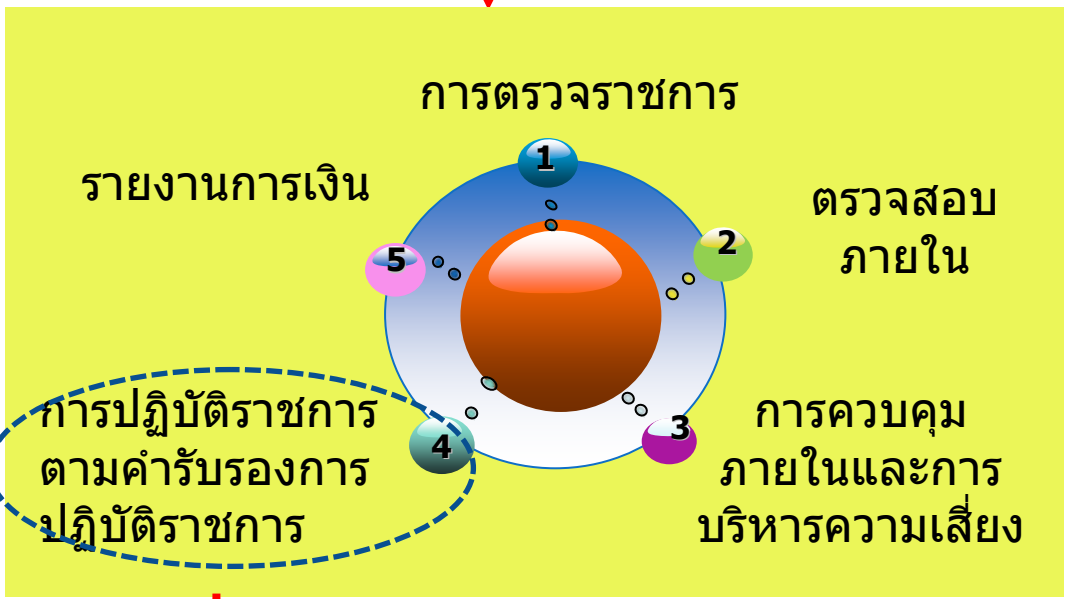 การตรวจราชการ
1
ตรวจสอบ
ภายใน
2
การควบคุม
ภายในและการ
บริหารความเสี่ยง
3
การปฏิบัติราชการ
ตามคำรับรองการ
ปฏิบัติราชการ
4
รายงานการเงิน
5